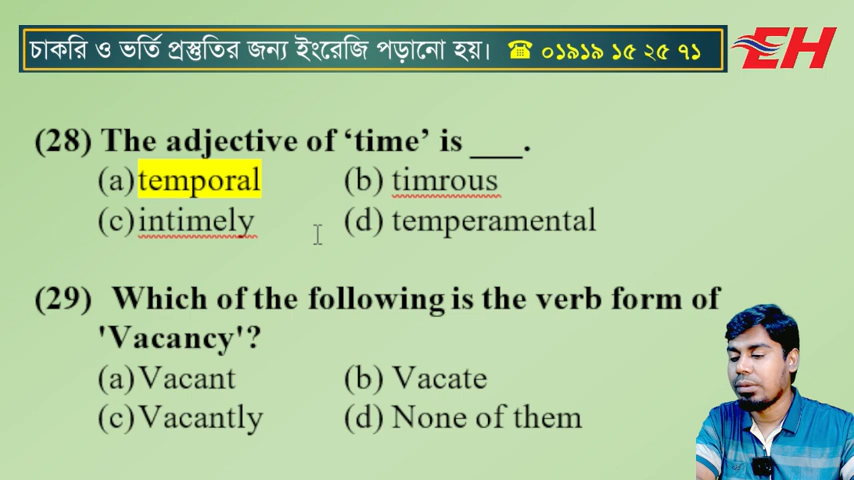 চাকরি ও ভর্তি প্রস্তুতির জন্য ইংরেজি পড়ানো হয়। ☎ ০১৯১৯ ১৫ ২৫ ৭১
EH
(28) The adjective of ‘time’ is ___.
(a) temporal (b) timrous
(c) intimely (d) temperamental
(29) Which of the following is the verb form of
'Vacancy'?
(a) Vacant (b) Vacate
(c) Vacantly (d) None of them